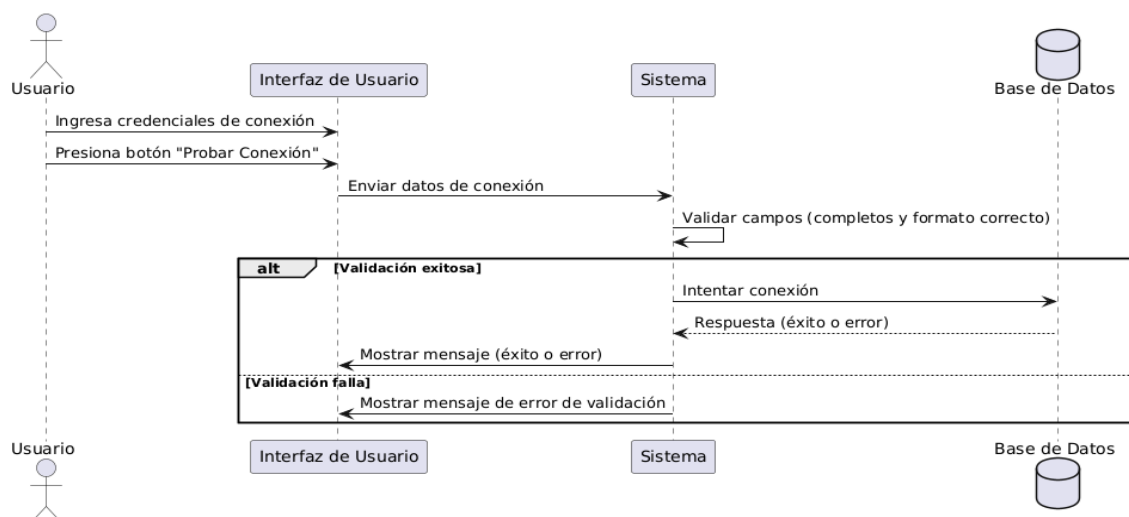 Usuario
Interfaz de Usuario
Sistema
Base de Datos
Ingresa credenciales de conexión
Presiona botón "Probar Conexión"
Enviar datos de conexión
Validar campos (completos y formato correcto)
alt [Validación exitosa]
Intentar conexión
Respuesta (éxito o error)
Mostrar mensaje (éxito o error)
[Validación falla]
Mostrar mensaje de error de validación
Usuario
Interfaz de Usuario
Sistema
Base de Datos